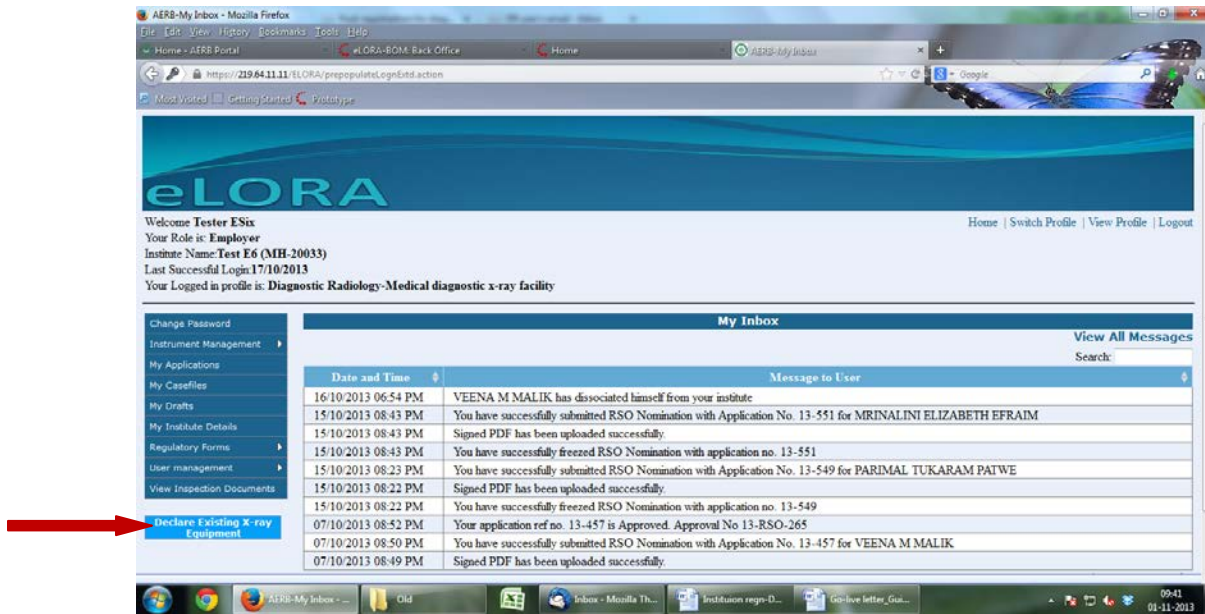 AERB-My Inbox - Mozilla Firefox
File Edit View History Bookmarks Tools Help
Home - AERB Portal
eLORA-BOM: Back Office
Home
AERB-My Inbox
https://219.64.11.11/ELORA/prepopulateLognExtd.action
Google
Most Visited Getting Started Prototype
eLORA
Welcome Tester ESix
Home | Switch Profile | View Profile | Logout
Your Role is: Employer
Institute Name:Test E6 (MH-20033)
Last Successful Login:17/10/2013
Your Logged in profile is: Diagnostic Radiology-Medical diagnostic x-ray facility
Change Password
Instrument Management
My Applications
My Casefiles
My Drafts
My Institute Details
Regulatory Forms
User management
View Inspection Documents
Declare Existing X-ray
Equipment
My Inbox
View All Messages
Search:
Date and Time Message to User
16/10/2013 06:54 PM VEENA M MALIK has dissociated himself from your institute
15/10/2013 08:43 PM You have successfully submitted RSO Nomination with Application No. 13-551 for MRINALINI ELIZABETH EFRAIM
15/10/2013 08:43 PM Signed PDF has been uploaded successfully.
15/10/2013 08:43 PM You have successfully freezed RSO Nomination with application no. 13-551
15/10/2013 08:23 PM You have successfully submitted RSO Nomination with Application No. 13-549 for PARIMAL TUKARAM PATWE
15/10/2013 08:22 PM Signed PDF has been uploaded successfully.
15/10/2013 08:22 PM You have successfully freezed RSO Nomination with application no. 13-549
07/10/2013 08:52 PM Your application ref no. 13-457 is Approved. Approval No 13-RSO-265
07/10/2013 08:50 PM You have successfully submitted RSO Nomination with Application No. 13-457 for VEENA M MALIK
07/10/2013 08:49 PM Signed PDF has been uploaded successfully.
AERB-My Inbox - ...
Old
Inbox - Mozilla Th...
Instituion regn-D...
Go-live letter_Gui...
09:41
01-11-2013